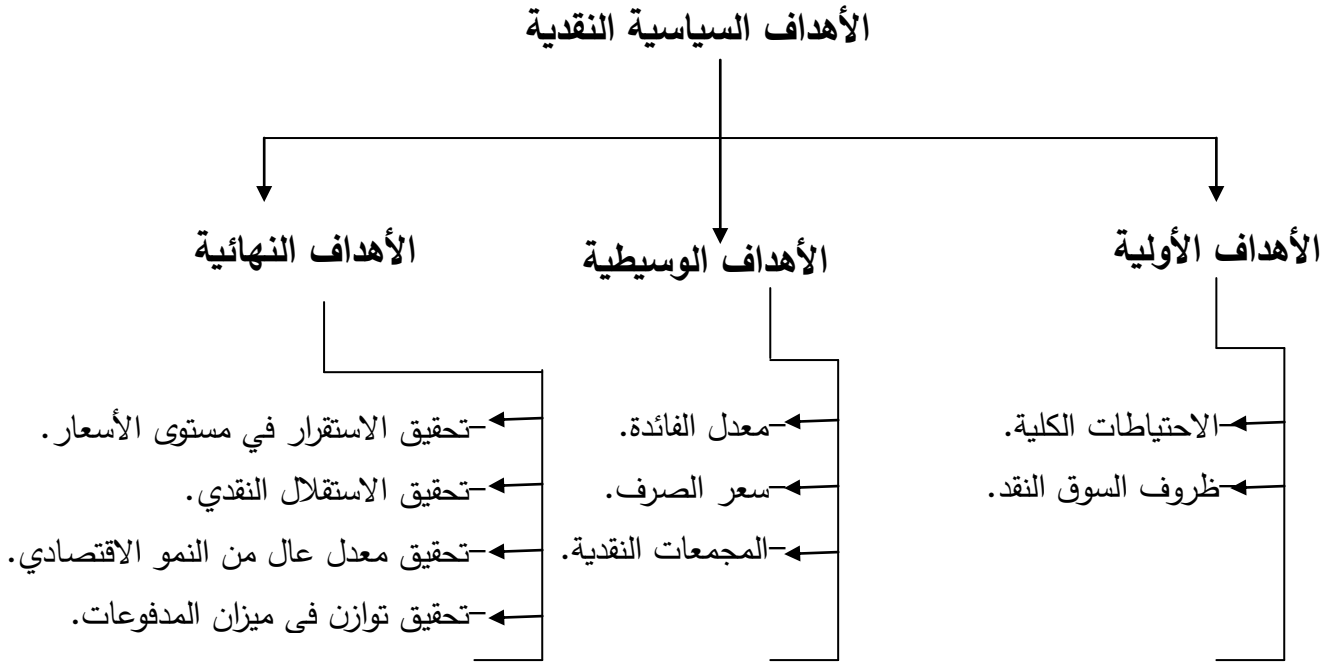 الأهداف السياسية النقدية
الأهداف الأولية
الأهداف الوسيطية
الأهداف النهائية
-الاحتياطات الكلية.
-ظروف السوق النقد.
-معدل الفائدة.
-سعر الصرف.
-المجمعات النقدية.
-تحقيق الاستقرار في مستوى الأسعار.
-تحقيق الاستقلال النقدي.
-تحقيق معدل عال من النمو الاقتصادي.
-تحقيق توازن في ميزان المدفوعات.